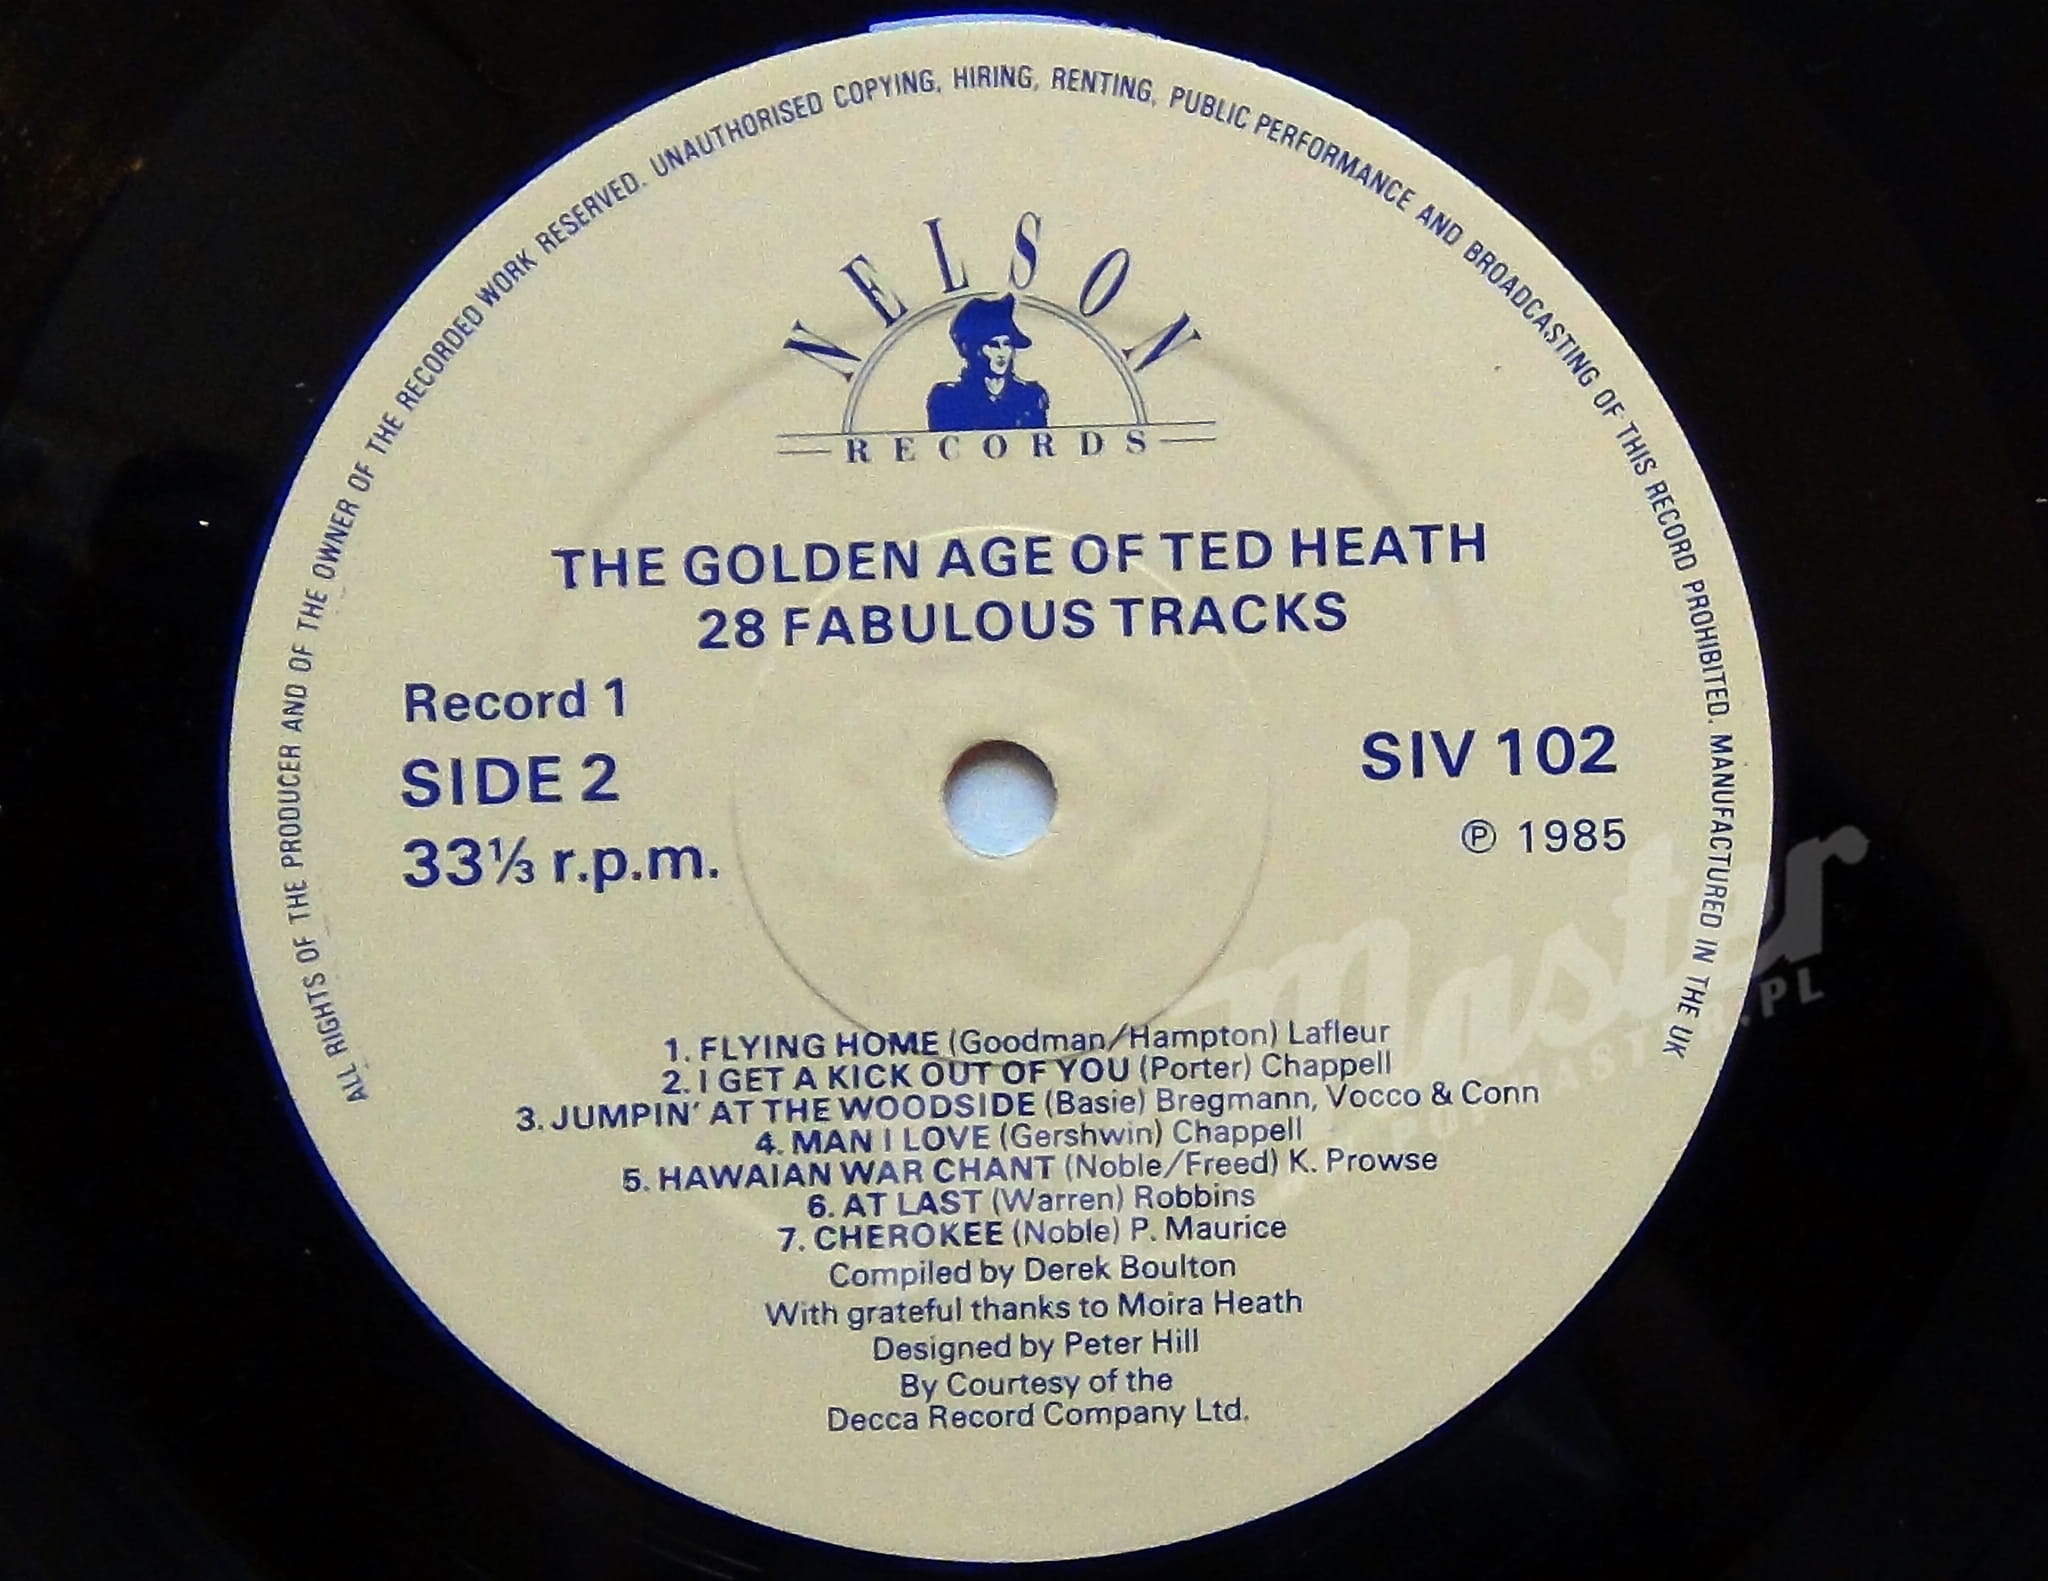 ALL RIGHTS OF THE PRODUCER AND OF THE OWNER OF THE RECORDED WORK RESERVED. UNAUTHORISED COPYING, HIRING, RENTING, PUBLIC PERFORMANCE AND BROADCASTING OF THIS RECORD PROHIBITED. MANUFACTURED IN THE UK
NELSON
RECORDS
THE GOLDEN AGE OF TED HEATH
28 FABULOUS TRACKS
Record 1
SIDE 2
33⅓ r.p.m.
SIV 102
℗ 1985
1. FLYING HOME (Goodman/Hampton) Lafleur
2. I GET A KICK OUT OF YOU (Porter) Chappell
3. JUMPIN' AT THE WOODSIDE (Basie) Bregmann, Vocco & Conn
4. MAN I LOVE (Gershwin) Chappell
5. HAWAIAN WAR CHANT (Noble/Freed) K. Prowse
6. AT LAST (Warren) Robbins
7. CHEROKEE (Noble) P. Maurice
Compiled by Derek Boulton
With grateful thanks to Moira Heath
Designed by Peter Hill
By Courtesy of the
Decca Record Company Ltd.
Master